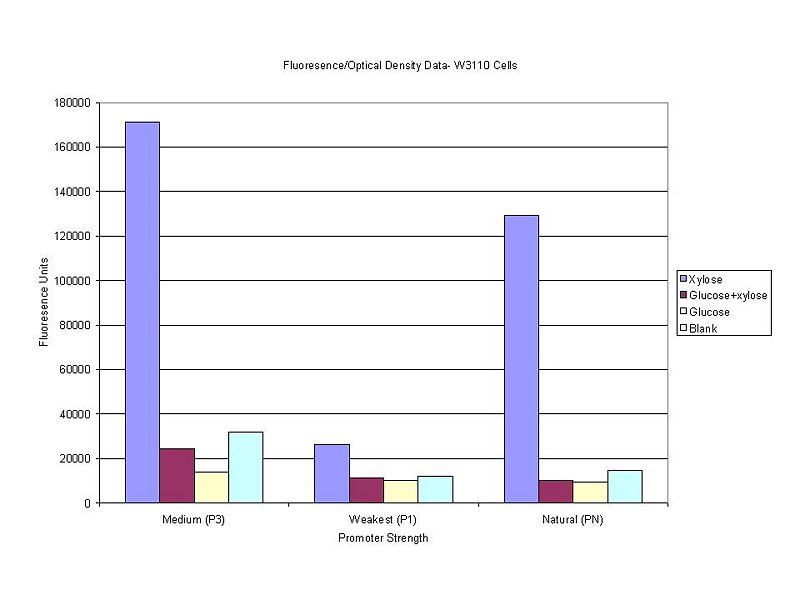 Fluoresence/Optical Density Data- W3110 Cells
180000
160000
140000
120000
100000
80000
60000
40000
20000
0
Fluoresence Units
Medium (P3)
Weakest (P1)
Natural (PN)
Promoter Strength
Xylose
Glucose+xylose
Glucose
Blank